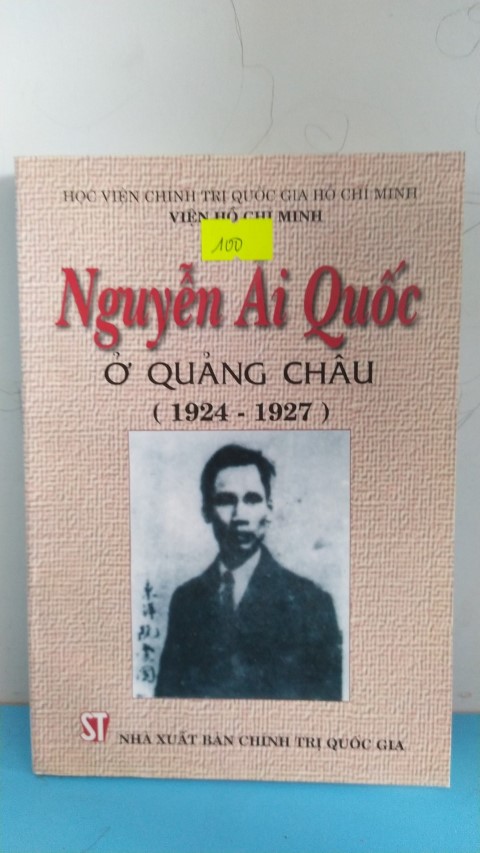 HỌC VIỆN CHÍNH TRỊ QUỐC GIA HỒ CHÍ MINH
VIỆN HỒ CHÍ MINH
100
Nguyễn Ái Quốc
Ở QUẢNG CHÂU
( 1924 - 1927 )
ST
NHÀ XUẤT BẢN CHÍNH TRỊ QUỐC GIA